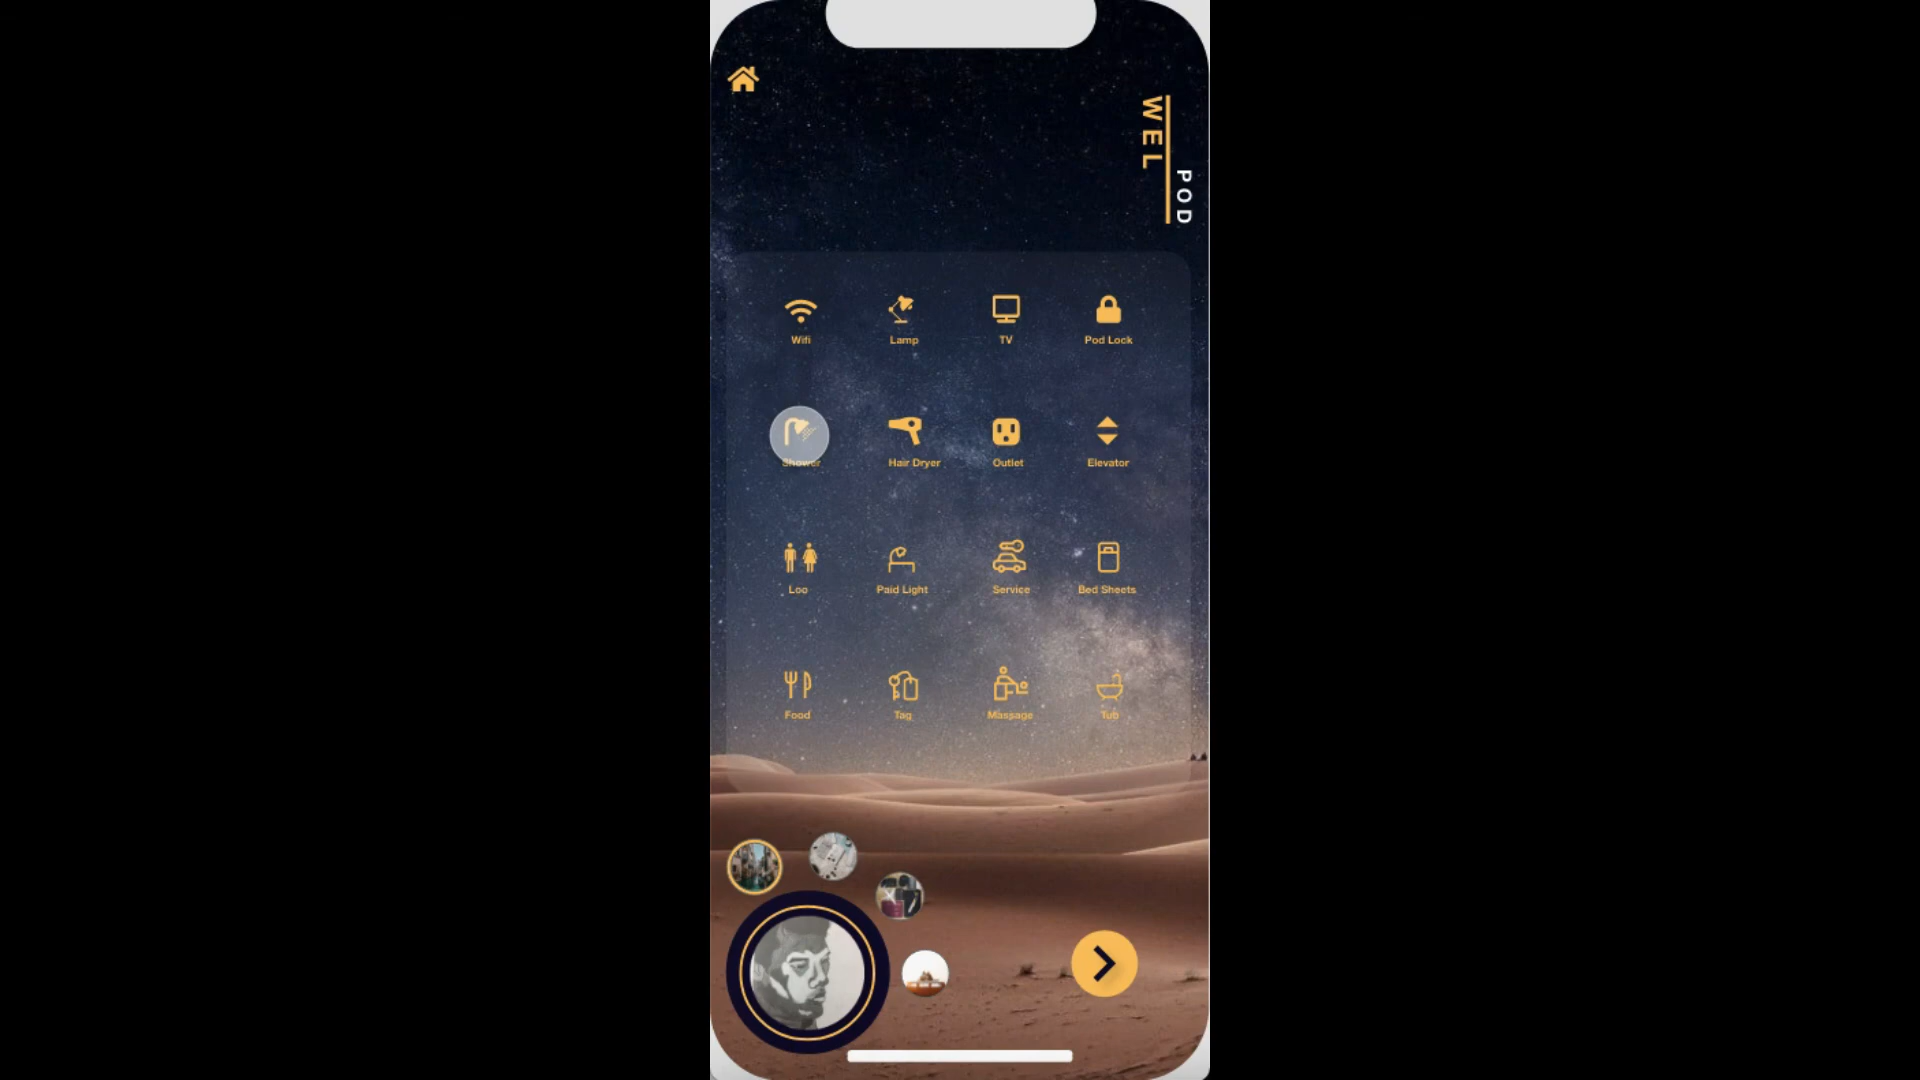 WEL
POD
Wifi
Lamp
TV
Pod Lock
Shower
Hair Dryer
Outlet
Elevator
Loo
Paid Light
Service
Bed Sheets
Food
Tag
Massage
Tub